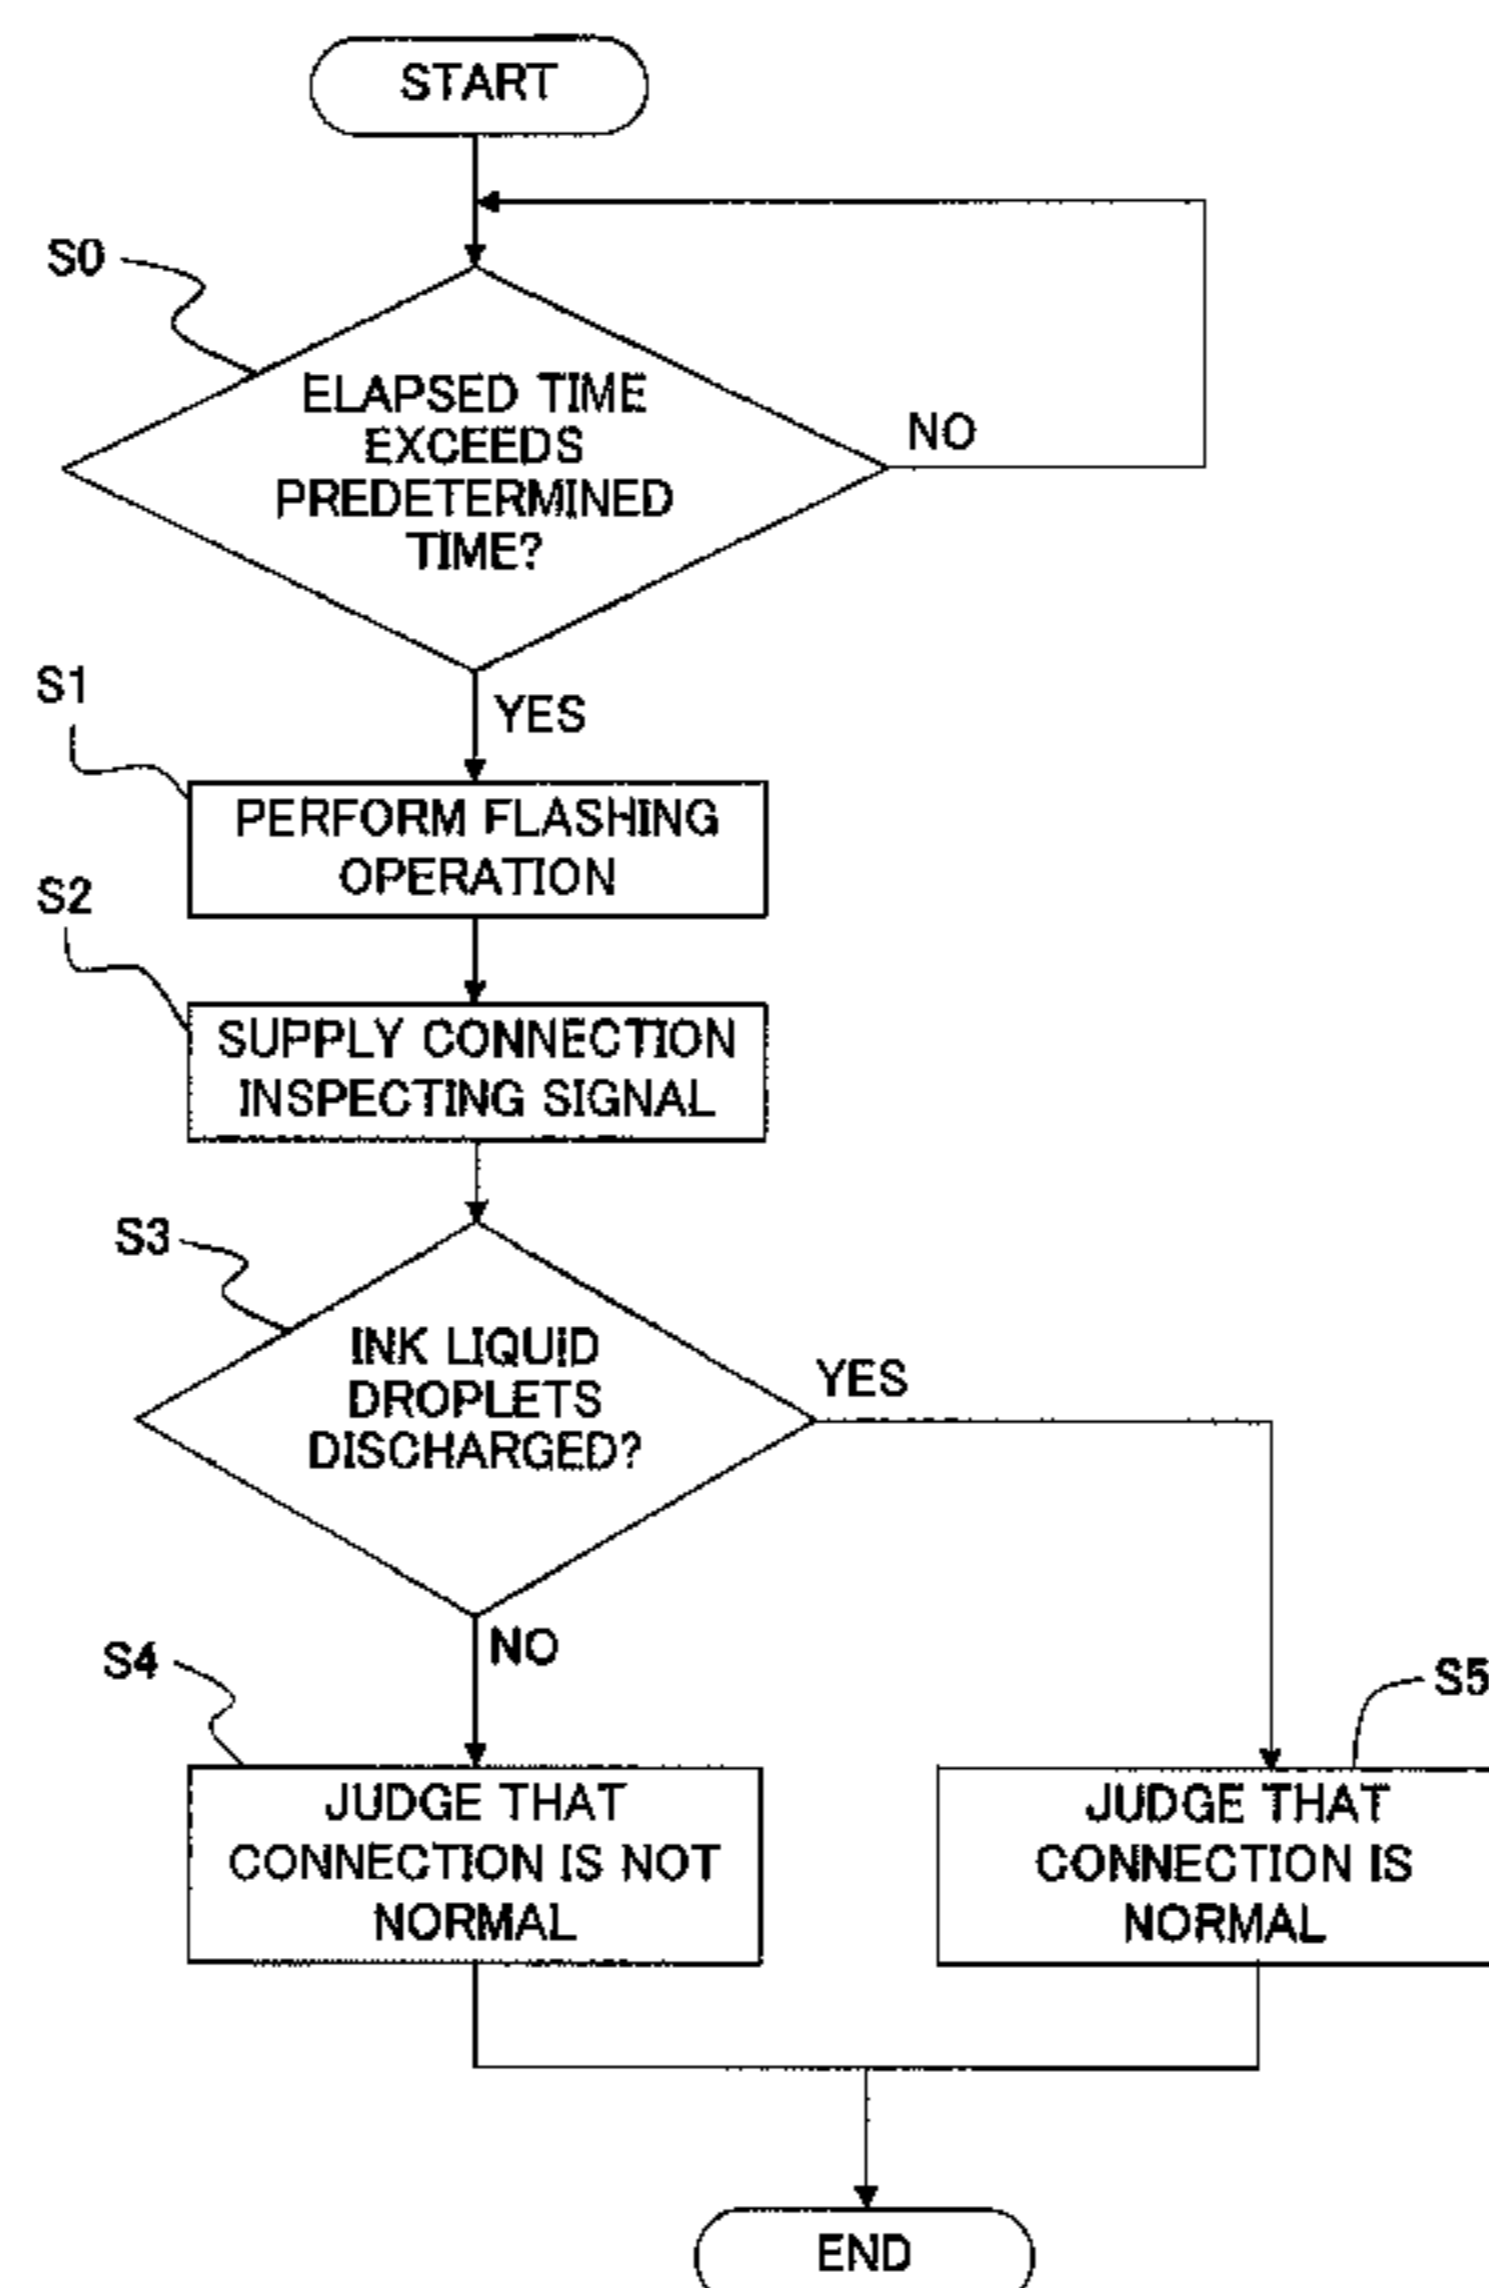 START
S0
ELAPSED TIME
EXCEEDS
PREDETERMINED
TIME?
NO
S1
YES
PERFORM FLASHING
OPERATION
S2
SUPPLY CONNECTION
INSPECTING SIGNAL
S3
INK LIQUID
DROPLETS
DISCHARGED?
YES
NO
S4
S5
JUDGE THAT
CONNECTION IS NOT
NORMAL
JUDGE THAT
CONNECTION IS
NORMAL
END